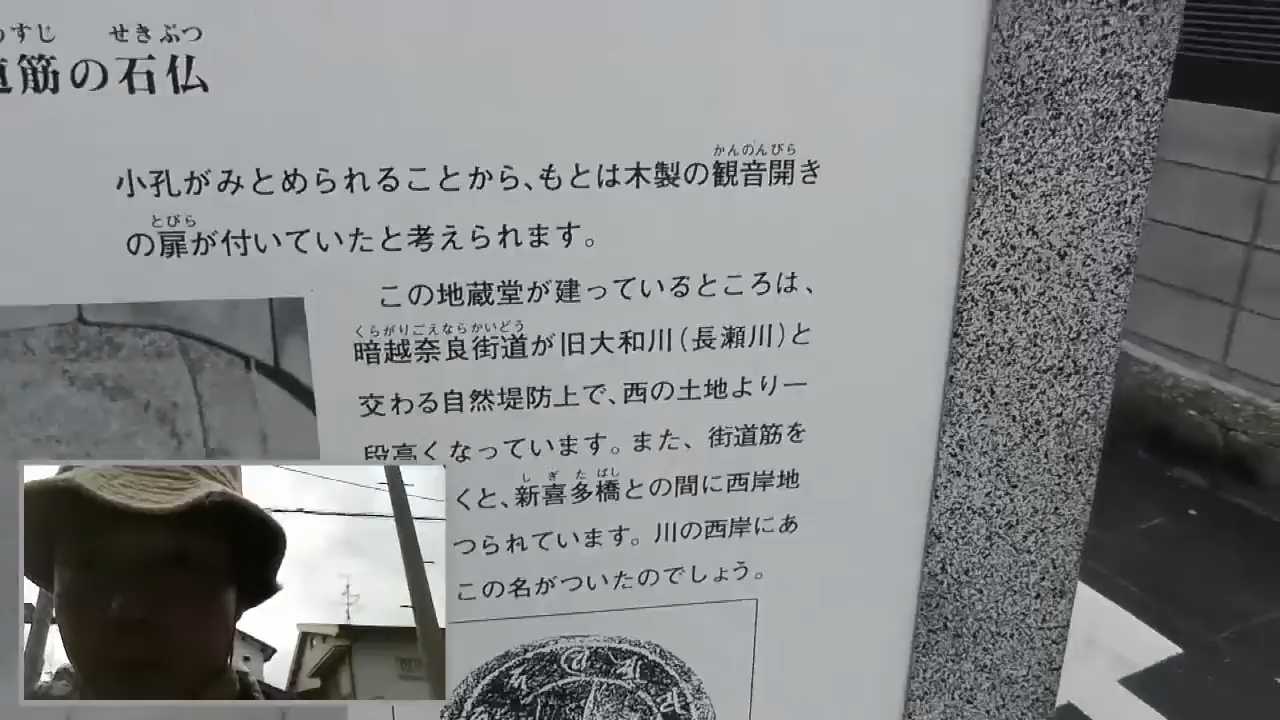 すじ せきぶつ
筋の石仏
かんのんびら
小孔がみとめられることから、もとは木製の観音開き
とびら
の扉が付いていたと考えられます。
この地蔵堂が建っているところは、
くらがりごえならかいどう
暗越奈良街道が旧大和川(長瀬川)と
交わる自然堤防上で、西の土地より一
段高くなっています。また、街道筋を
しぎたばし
くと、新喜多橋との間に西岸地
つられています。川の西岸にあ
この名がついたのでしょう。